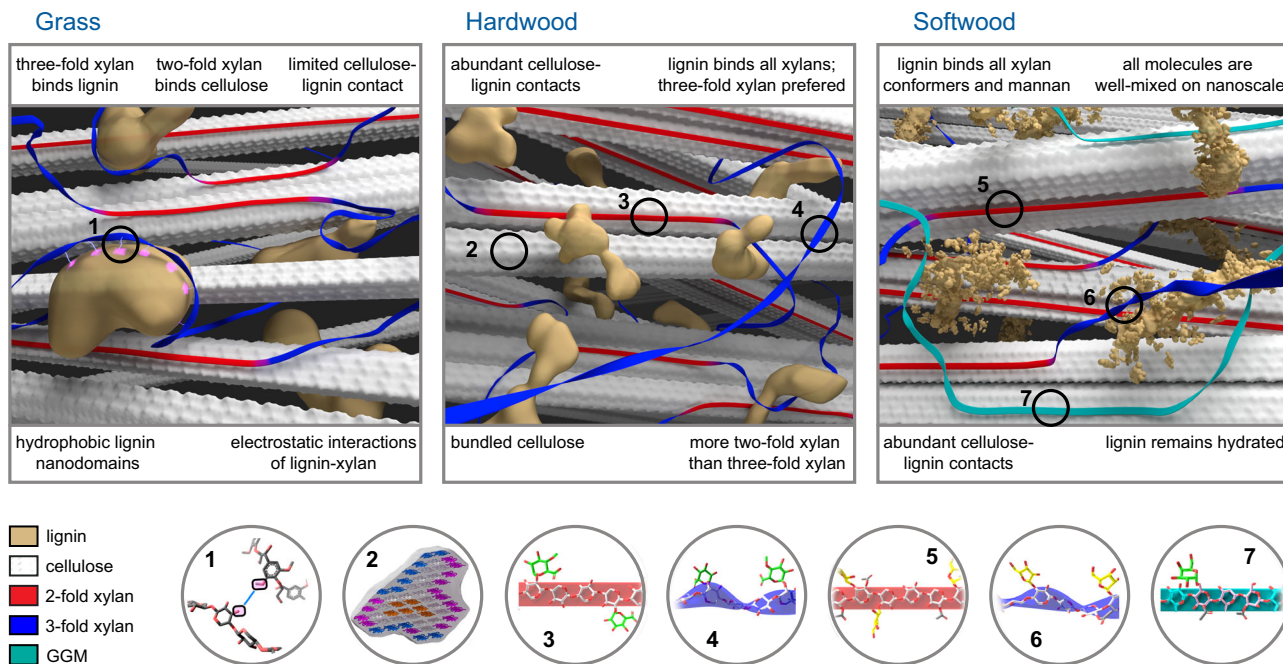 Grass
Hardwood
Softwood
three-fold xylan
binds lignin
two-fold xylan
binds cellulose
limited cellulose-
lignin contact
abundant cellulose-
lignin contacts
lignin binds all xylans;
three-fold xylan prefered
lignin binds all xylan
conformers and mannan
all molecules are
well-mixed on nanoscale
1
2
3
4
5
6
7
hydrophobic lignin
nanodomains
electrostatic interactions
of lignin-xylan
bundled cellulose
more two-fold xylan
than three-fold xylan
abundant cellulose-
lignin contacts
lignin remains hydrated
lignin
cellulose
2-fold xylan
3-fold xylan
GGM
1
2
3
4
5
6
7